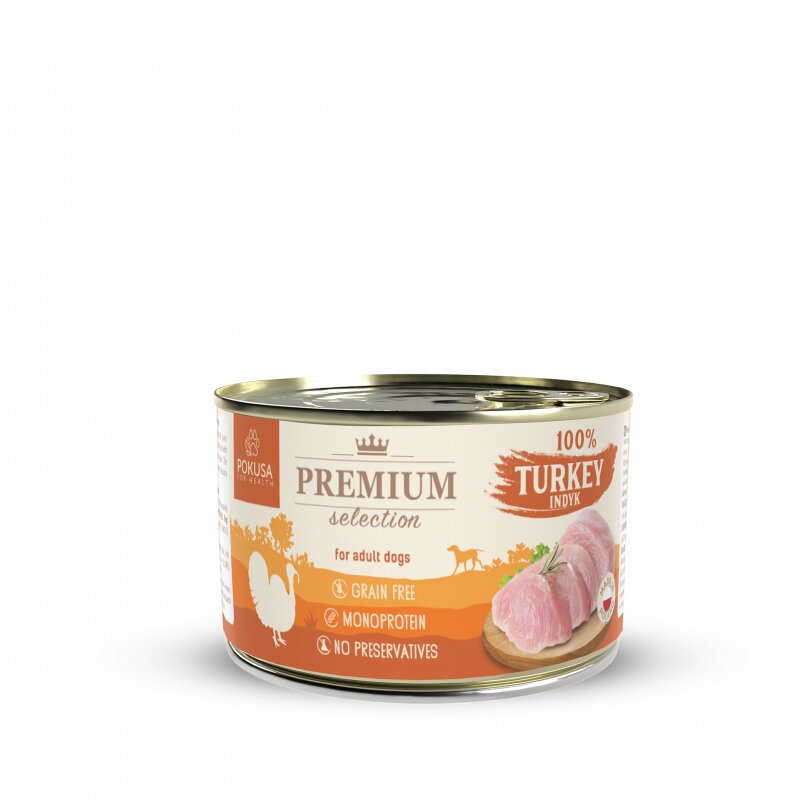 POKUSA
FOR HEALTH
PREMIUM
selection
for adult dogs
GRAIN FREE
MONOPROTEIN
NO PRESERVATIVES
100%
TURKEY
INDYK